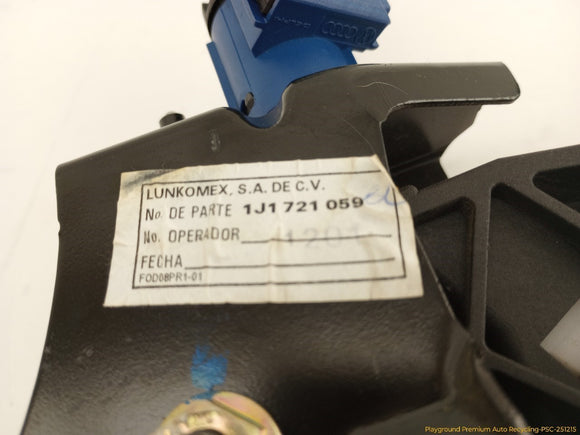 LUNKOMEX, S.A. DE C.V.
No. DE PARTE 1J1 721 059
No. OPERADOR 1201
FECHA
FOD08PR1-01
Playground Premium Auto Recycling-PSC-251215